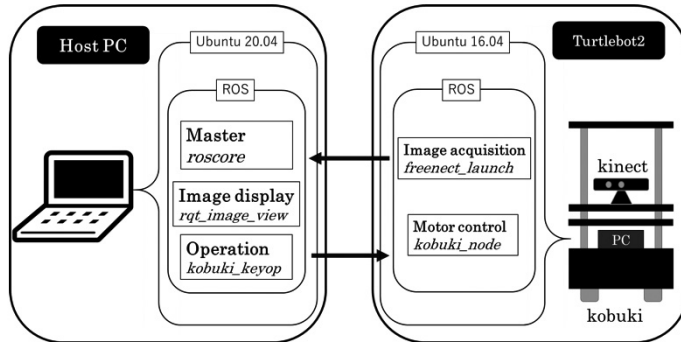 Host PC
Ubuntu 20.04
ROS
Master
roscore
Image display
rqt_image_view
Operation
kobuki_keyop
Ubuntu 16.04
Turtlebot2
ROS
Image acquisition
freenect_launch
Motor control
kobuki_node
kinect
PC
kobuki